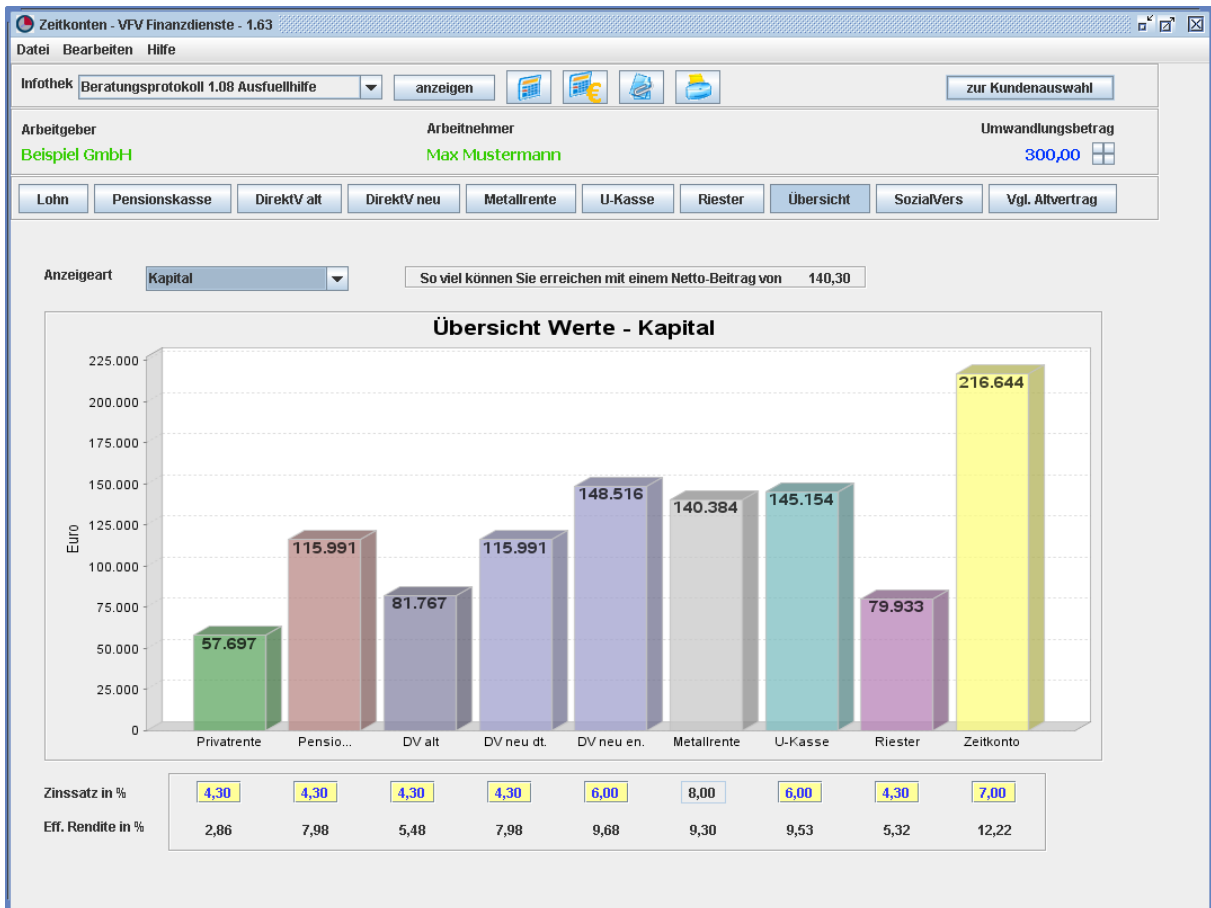 Zeitkonten - VFV Finanzdienste - 1.63
Datei Bearbeiten Hilfe
Infothek Beratungsprotokoll 1.08 Ausfuellhilfe anzeigen zur Kundenauswahl
Arbeitgeber Arbeitnehmer Umwandlungsbetrag
Beispiel GmbH Max Mustermann 300,00
Lohn Pensionskasse DirektV alt DirektV neu Metallrente U-Kasse Riester Übersicht SozialVers Vgl. Altvertrag
Anzeigeart Kapital So viel können Sie erreichen mit einem Netto-Beitrag von 140,30
Übersicht Werte - Kapital
225.000
216.644
200.000
175.000
150.000
148.516
145.154
140.384
125.000
Euro
115.991
115.991
100.000
81.767
79.933
75.000
57.697
50.000
25.000
0
Privatrente Pensio... DV alt DV neu dt. DV neu en. Metallrente U-Kasse Riester Zeitkonto
Zinssatz in % 4,30 4,30 4,30 4,30 6,00 8,00 6,00 4,30 7,00
Eff. Rendite in % 2,86 7,98 5,48 7,98 9,68 9,30 9,53 5,32 12,22